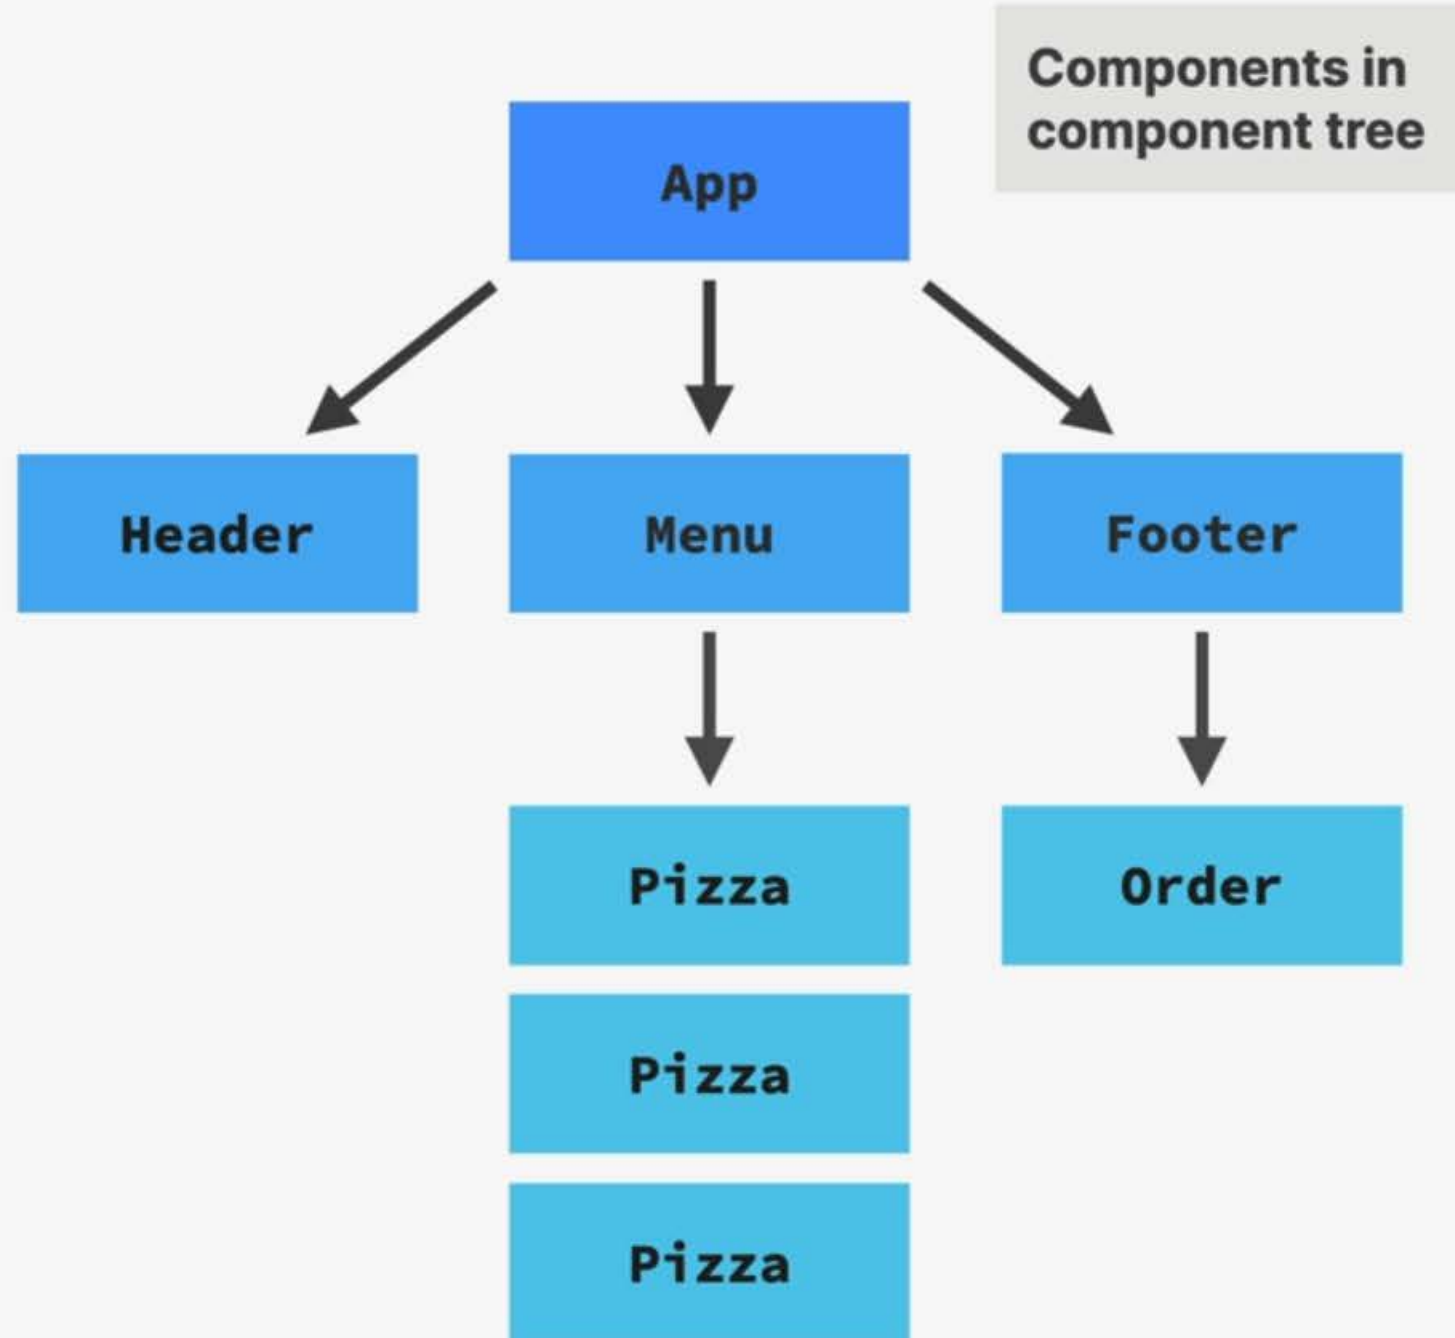 Components in
component tree
App
Header
Menu
Footer
Pizza
Order
Pizza
Pizza